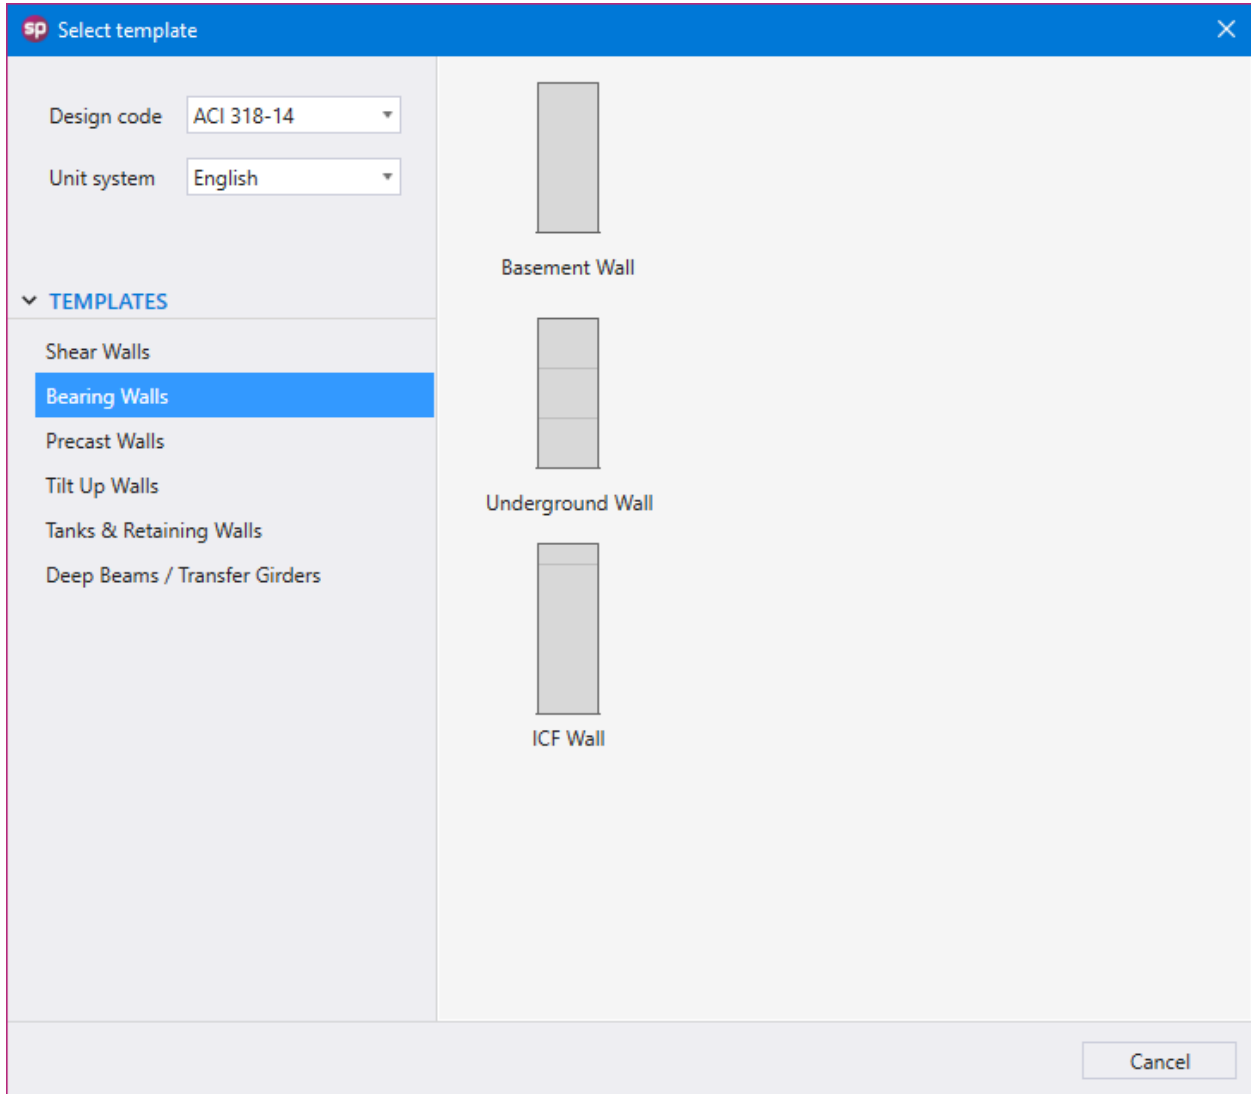 sp Select template
Design code ACI 318-14
Unit system English
TEMPLATES
Shear Walls
Bearing Walls
Precast Walls
Tilt Up Walls
Tanks & Retaining Walls
Deep Beams / Transfer Girders
Basement Wall
Underground Wall
ICF Wall
Cancel